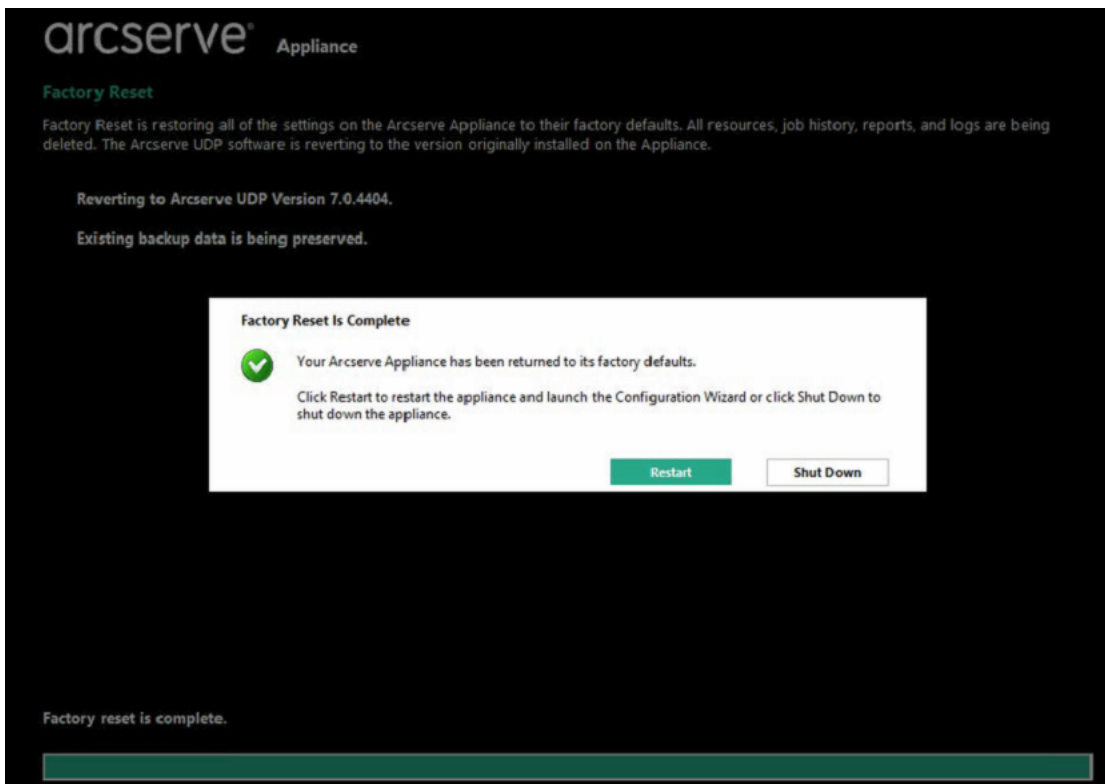 arcserve® Appliance
Factory Reset
Factory Reset is restoring all of the settings on the Arcserve Appliance to their factory defaults. All resources, job history, reports, and logs are being
deleted. The Arcserve UDP software is reverting to the version originally installed on the Appliance.
Reverting to Arcserve UDP Version 7.0.4404.
Existing backup data is being preserved.
Factory Reset Is Complete
Your Arcserve Appliance has been returned to its factory defaults.
Click Restart to restart the appliance and launch the Configuration Wizard or click Shut Down to
shut down the appliance.
Restart Shut Down
Factory reset is complete.